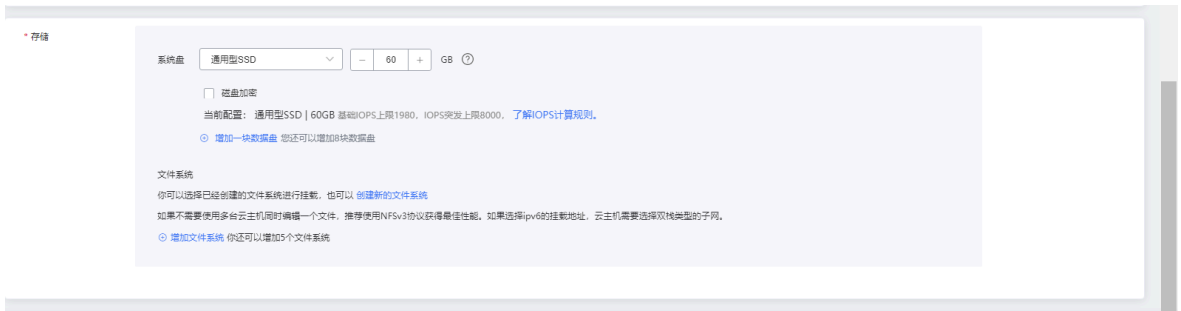 * 存储
系统盘 通用型SSD − 60 + GB ?
磁盘加密
当前配置： 通用型SSD | 60GB 基础IOPS上限1980，IOPS突发上限8000， 了解IOPS计算规则。
增加一块数据盘 您还可以增加8块数据盘
文件系统
你可以选择已经创建的文件系统进行挂载，也可以 创建新的文件系统
如果不需要使用多台云主机同时编辑一个文件，推荐使用NFSv3协议获得最佳性能。如果选择ipv6的挂载地址，云主机需要选择双栈类型的子网。
增加文件系统 你还可以增加5个文件系统